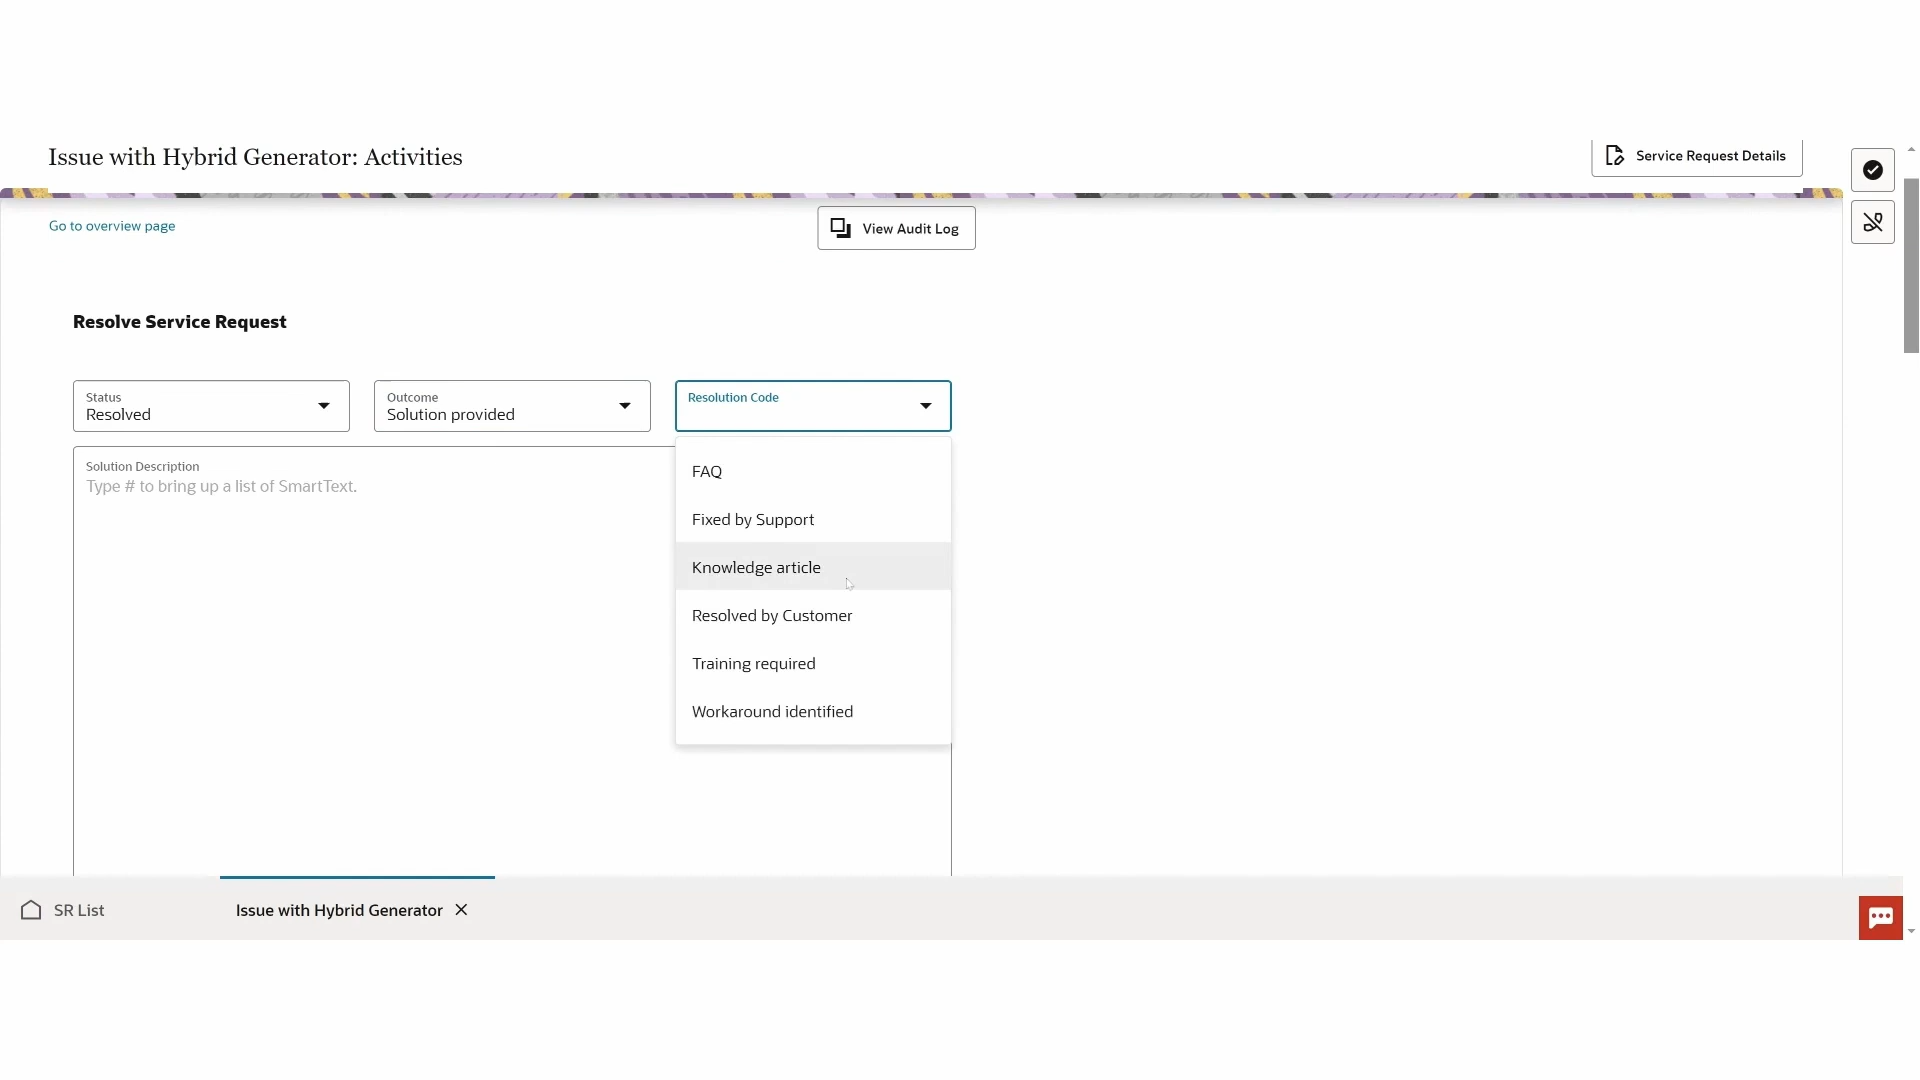 Issue with Hybrid Generator: Activities
Service Request Details
Go to overview page
View Audit Log
Resolve Service Request
Status
Resolved
Outcome
Solution provided
Resolution Code
Solution Description
Type # to bring up a list of SmartText.
FAQ
Fixed by Support
Knowledge article
Resolved by Customer
Training required
Workaround identified
SR List
Issue with Hybrid Generator